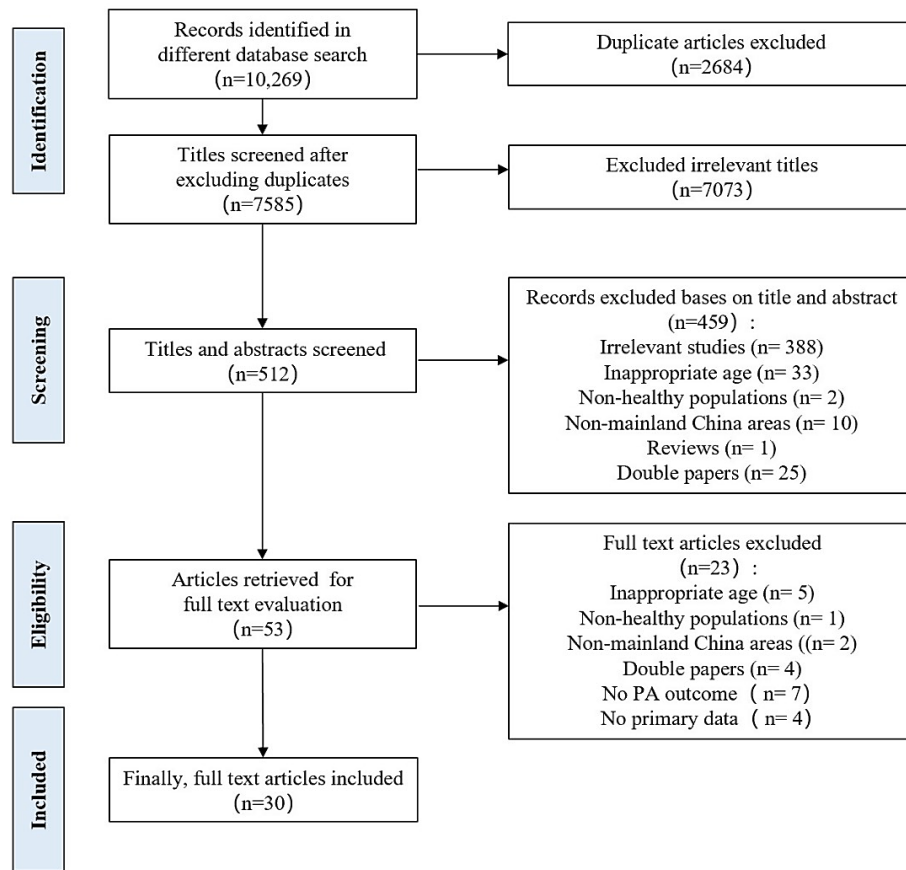 Identification
Records identified in
different database search
(n=10,269)
Duplicate articles excluded
(n=2684)
Titles screened after
excluding duplicates
(n=7585)
Excluded irrelevant titles
(n=7073)
Screening
Titles and abstracts screened
(n=512)
Records excluded bases on title and abstract
(n=459) :
Irrelevant studies (n= 388)
Inappropriate age (n= 33)
Non-healthy populations (n= 2)
Non-mainland China areas (n= 10)
Reviews (n= 1)
Double papers (n= 25)
Eligibility
Articles retrieved for
full text evaluation
(n=53)
Full text articles excluded
(n=23) :
Inappropriate age (n= 5)
Non-healthy populations (n= 1)
Non-mainland China areas ((n= 2)
Double papers (n= 4)
No PA outcome ( n= 7)
No primary data ( n= 4)
Included
Finally, full text articles included
(n=30)